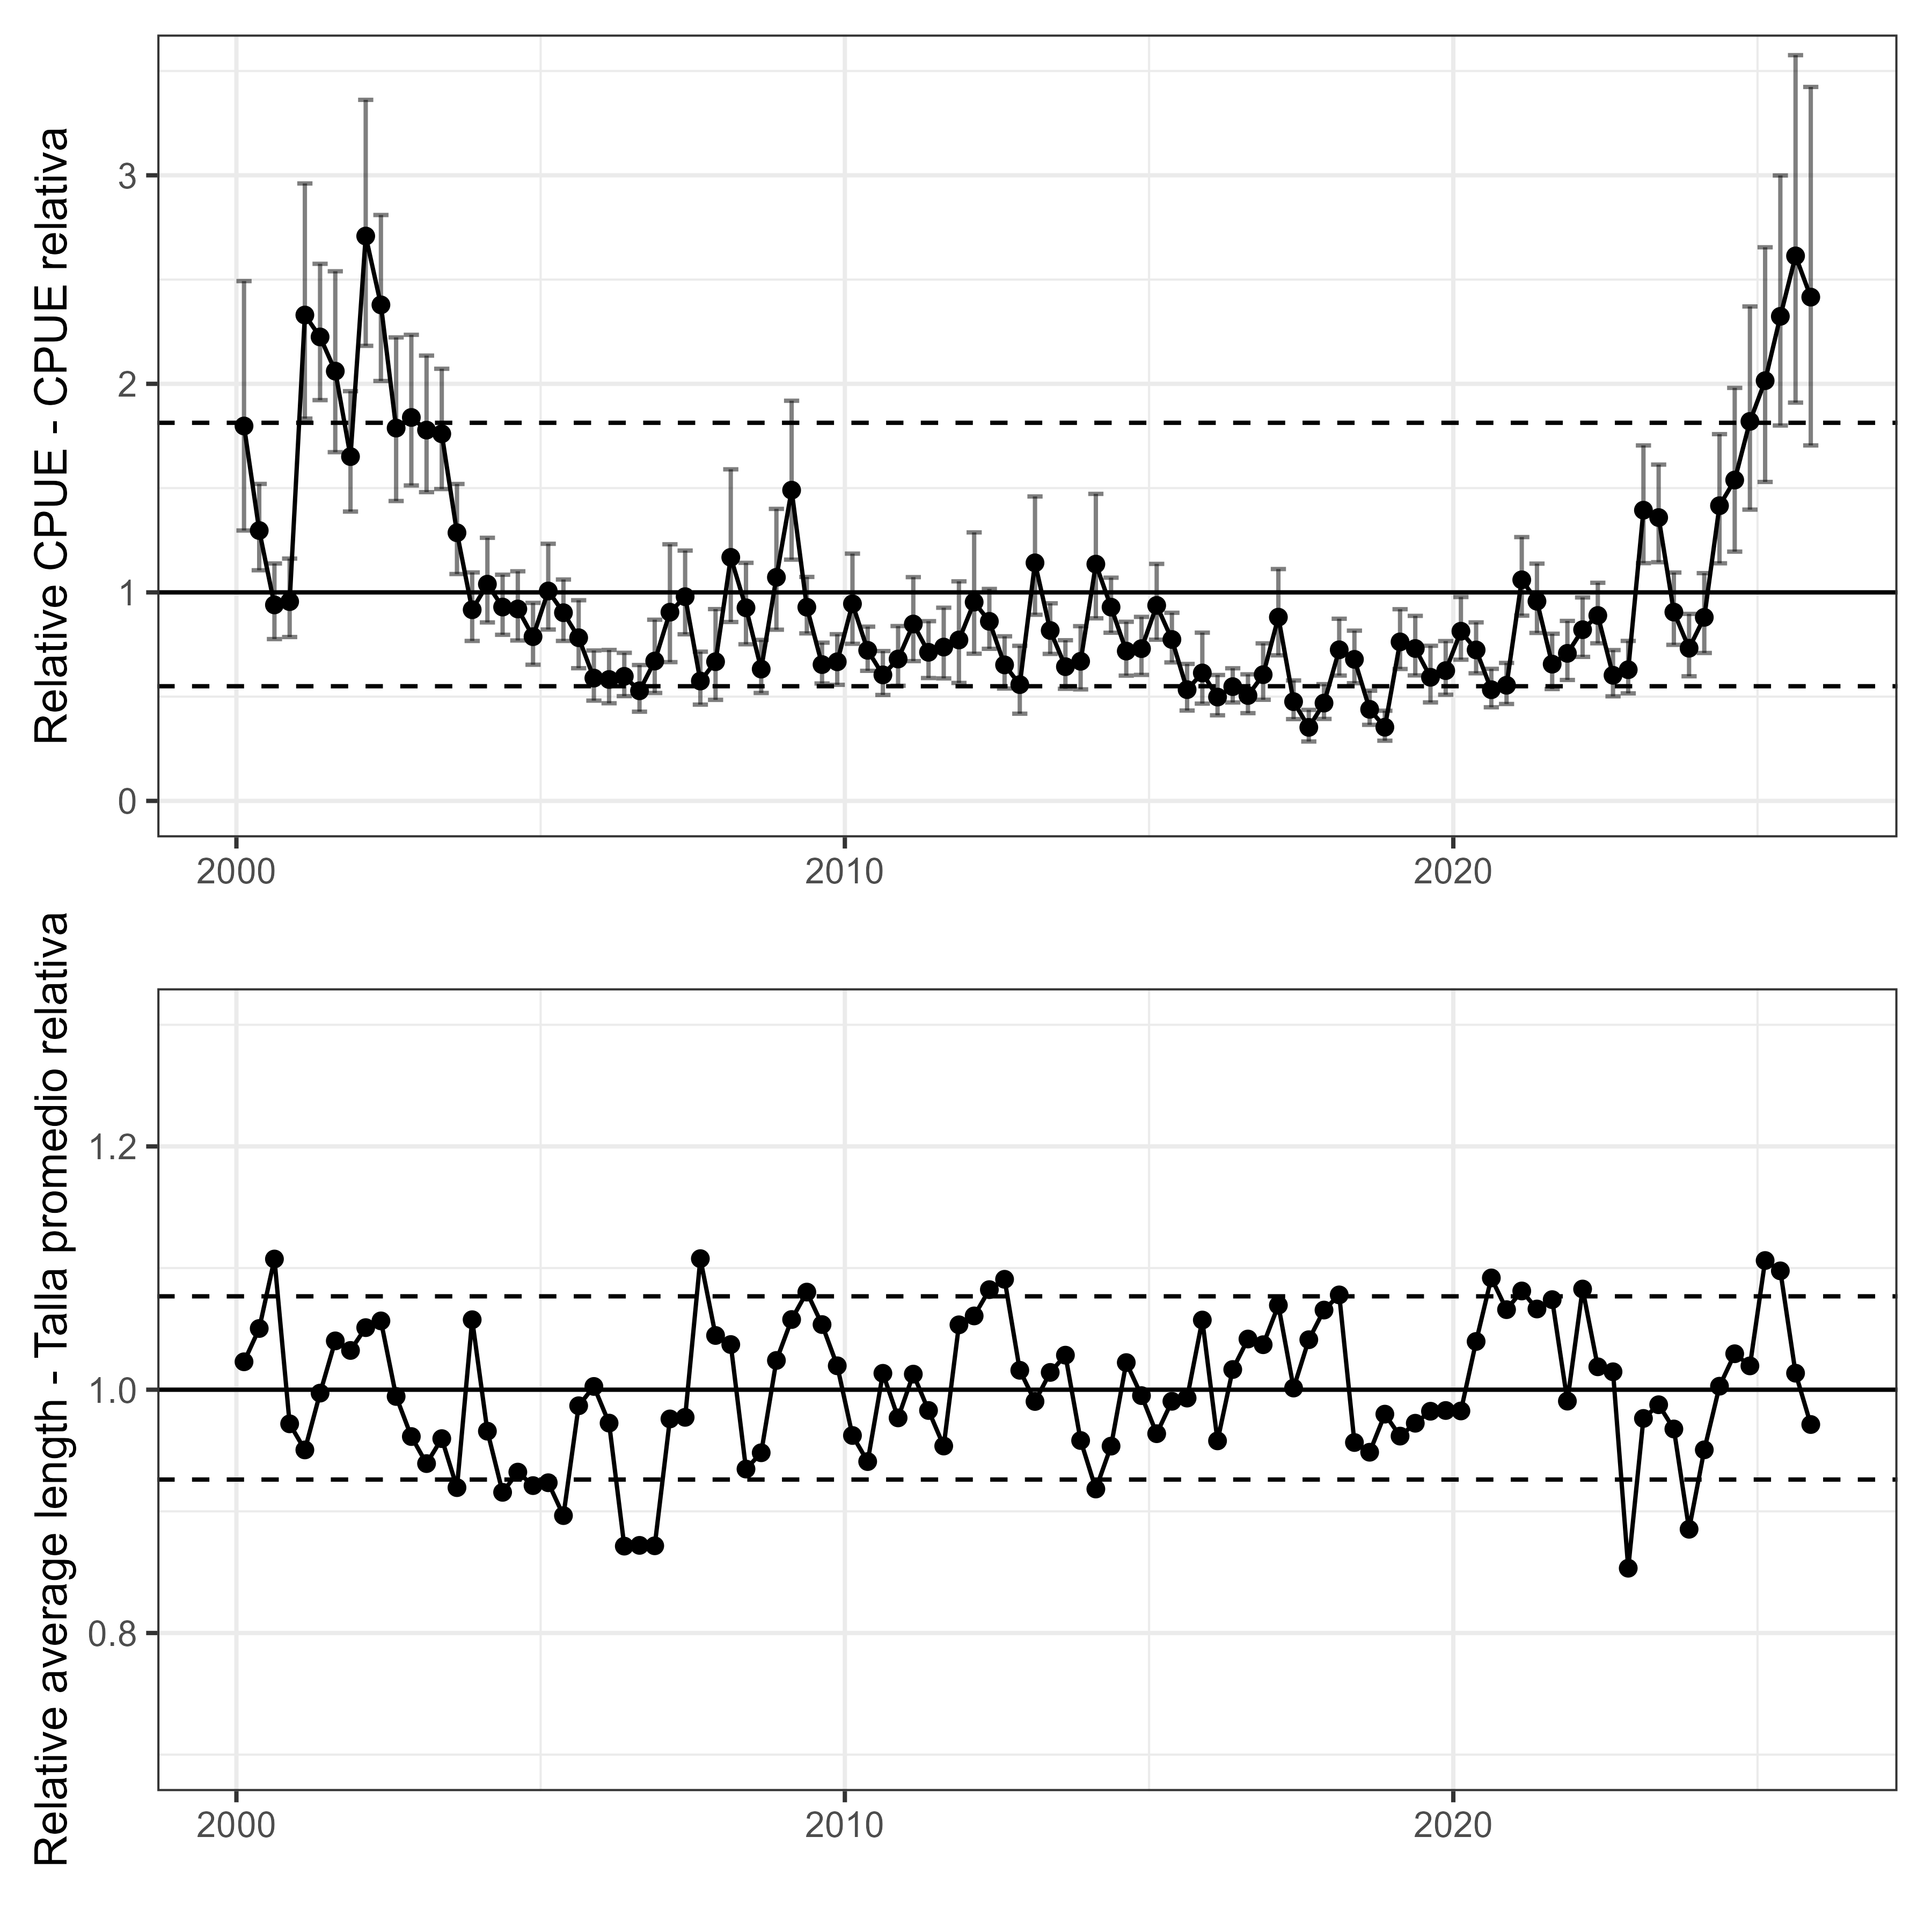 Relative CPUE - CPUE relativa
3
2
1
0
2000 2010 2020
Relative average length - Talla promedio relativa
1.2
1.0
0.8
2000 2010 2020